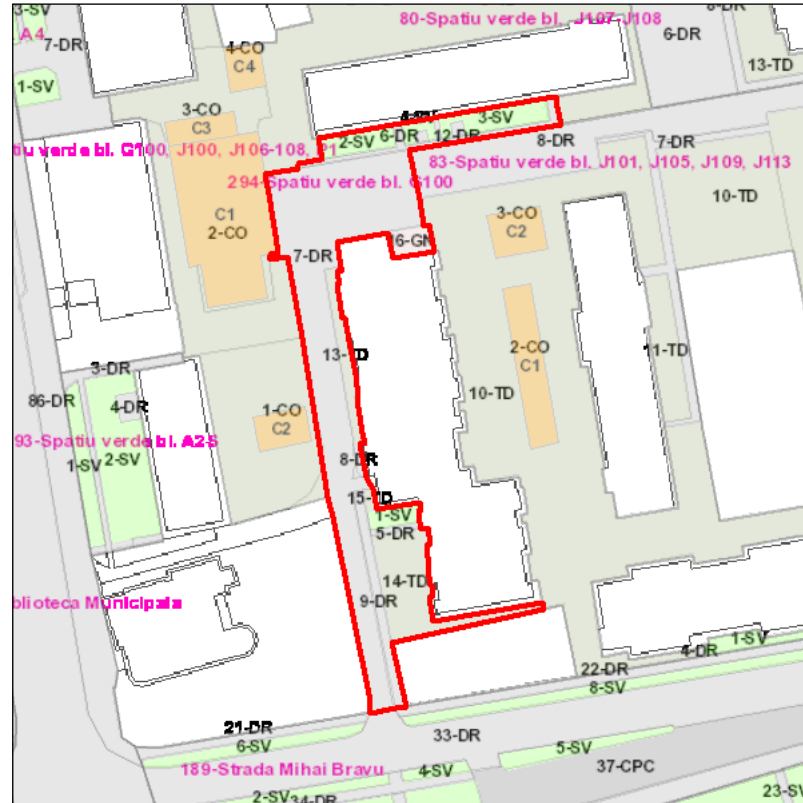 3-SV
80-Spatiu verde bl. J107-J108
A4
7-DR
6-DR
4-CO
C4
13-TD
1-SV
3-CO
C3
3-SV
2-SV
6-DR
12-DR
8-DR
7-DR
tiu verde bl. G100, J100, J106-108, P1
83-Spatiu verde bl. J101, J105, J109, J113
294-Spatiu verde bl. G100
10-TD
C1
2-CO
3-CO
C2
16-GN
7-DR
2-CO
C1
13-TD
11-TD
3-DR
86-DR
4-DR
10-TD
1-CO
C2
93-Spatiu verde bl. A2-5
2-SV
1-SV
8-DR
15-TD
1-SV
5-DR
14-TD
9-DR
blioteca Municipala
1-SV
4-DR
22-DR
8-SV
21-DR
6-SV
33-DR
5-SV
189-Strada Mihai Bravu
4-SV
37-CPC
2-SV
34-DR
23-SV